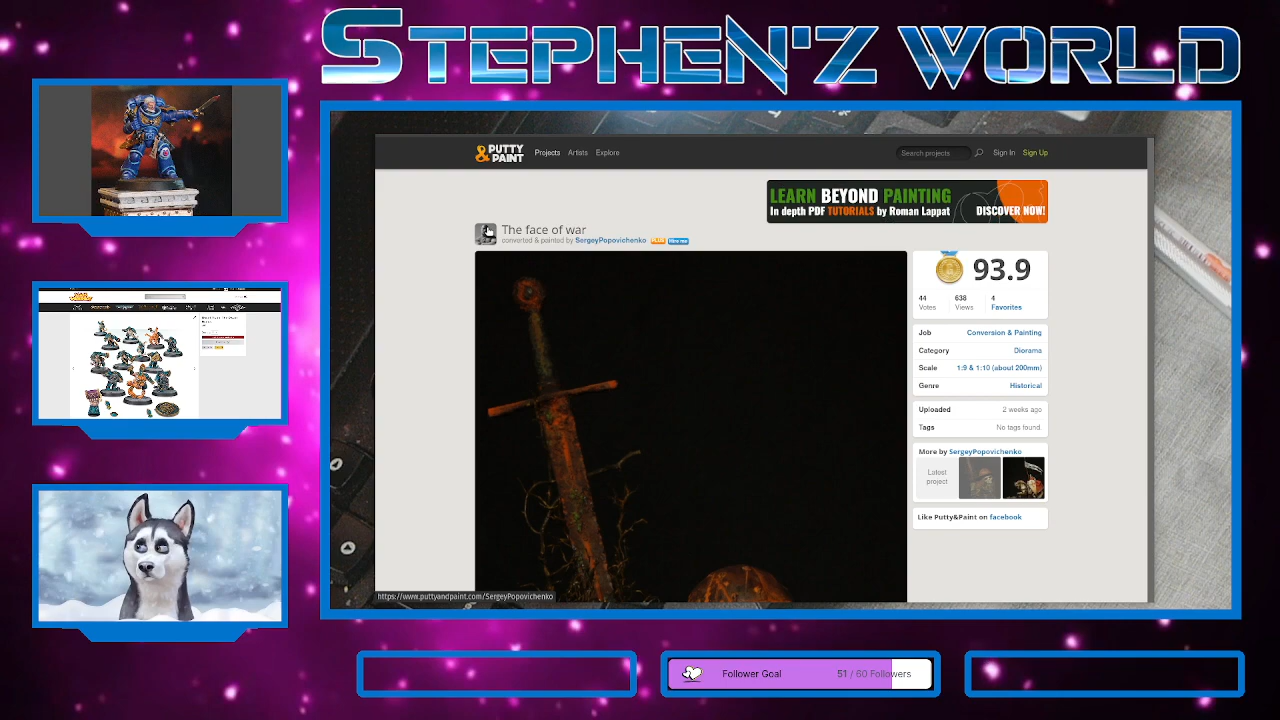 STEPHEN'Z WORLD
PUTTY
&PAINT
Projects Artists Explore
Search projects
Sign In Sign Up
LEARN BEYOND PAINTING
In depth PDF TUTORIALS by Roman Lappat
DISCOVER NOW!
The face of war
converted & painted by SergeyPopovichenko PLUS Hire me
93.9
44 638 4
Votes Views Favorites
Job Conversion & Painting
Category Diorama
Scale 1:9 & 1:10 (about 200mm)
Genre Historical
Uploaded 2 weeks ago
Tags No tags found.
More by SergeyPopovichenko
Latest
project
Like Putty&Paint on facebook
https://www.puttyandpaint.com/SergeyPopovichenko
Follower Goal 51 / 60 Followers